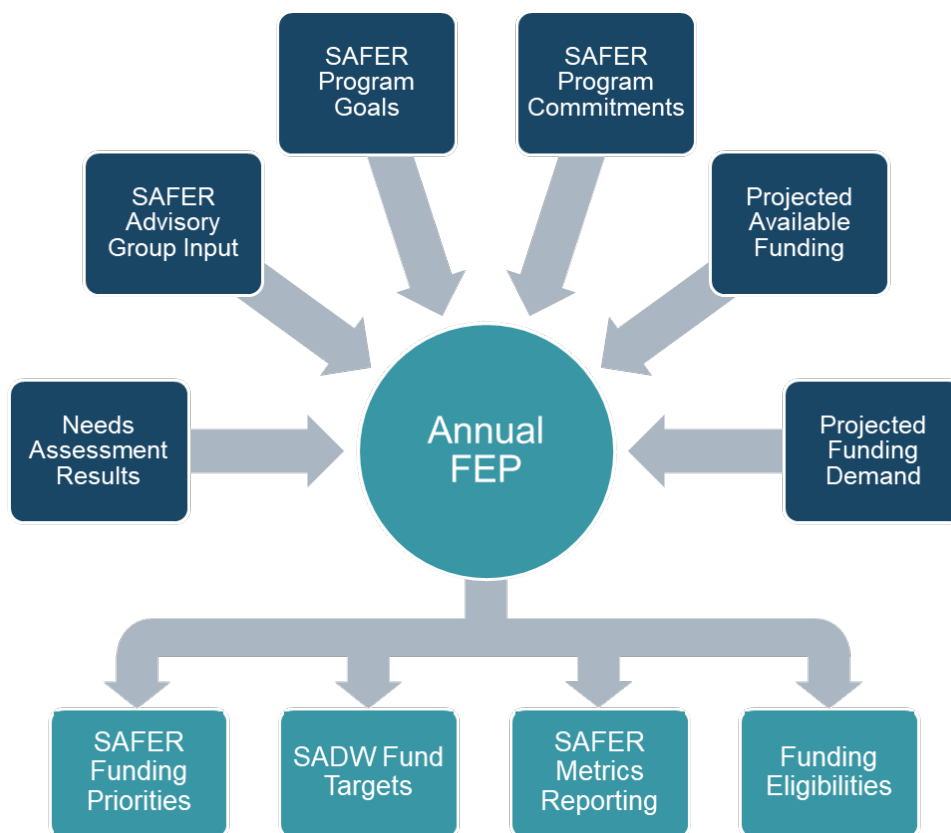 SAFER
Program
Goals
SAFER
Program
Commitments
SAFER
Advisory
Group Input
Projected
Available
Funding
Needs
Assessment
Results
Annual
FEP
Projected
Funding
Demand
SAFER
Funding
Priorities
SADW Fund
Targets
SAFER
Metrics
Reporting
Funding
Eligibilities